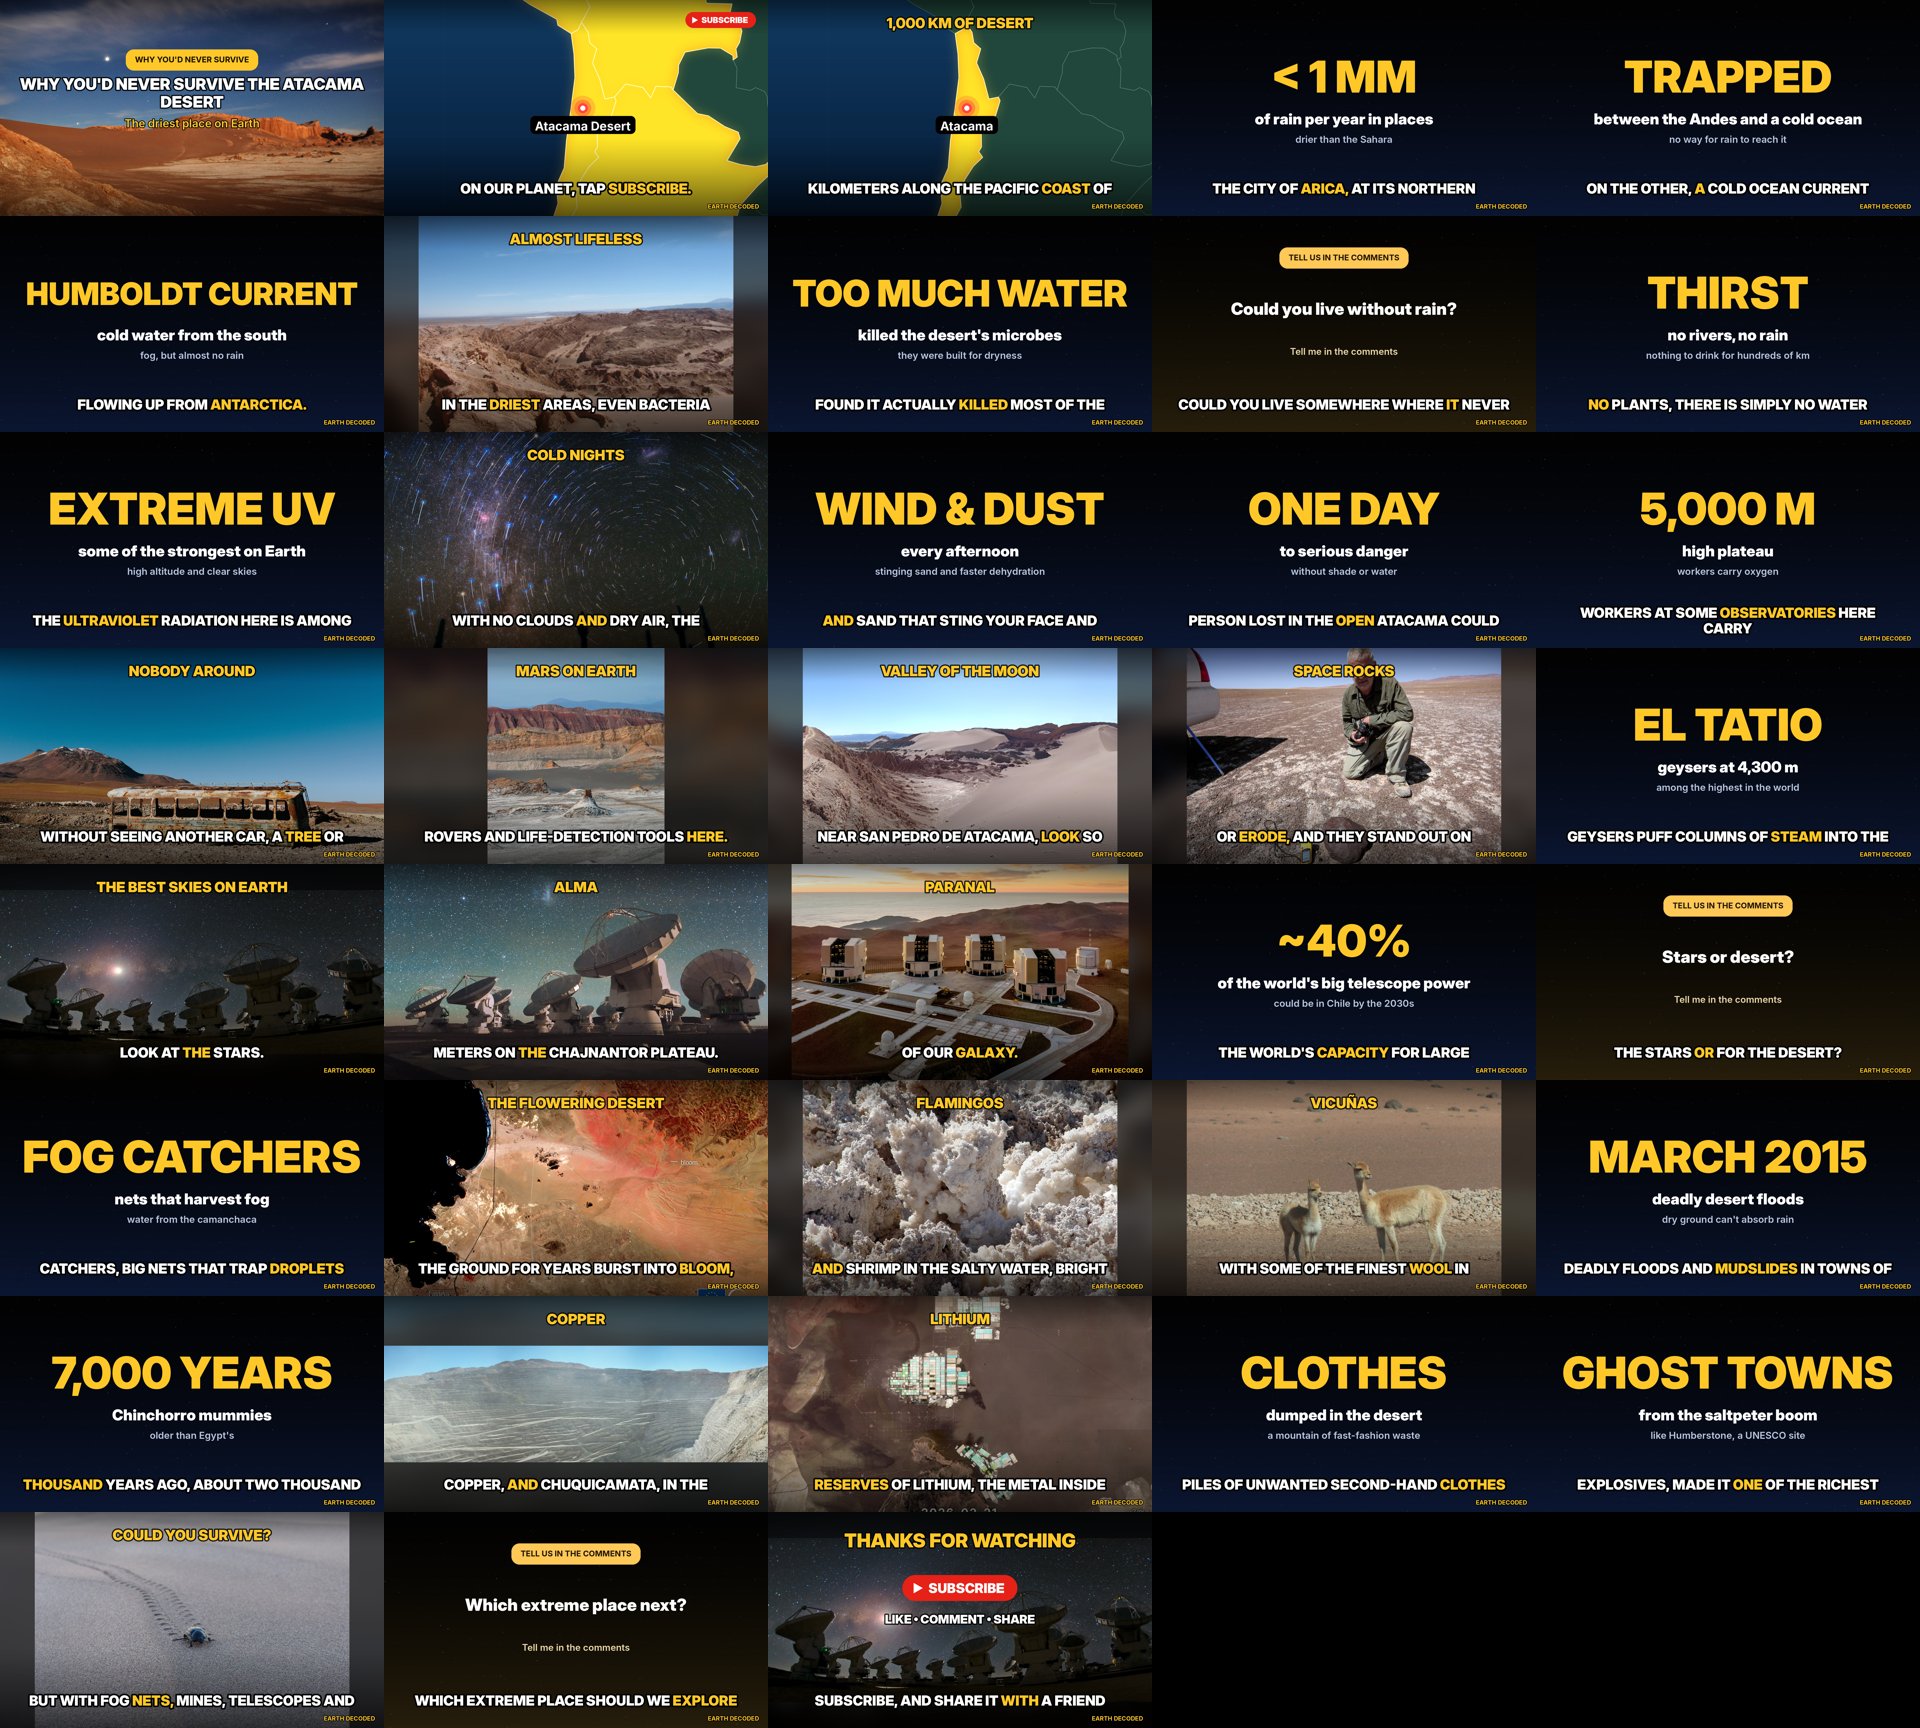 WHY YOU'D NEVER SURVIVE
WHY YOU'D NEVER SURVIVE THE ATACAMA
DESERT
The driest place on Earth
SUBSCRIBE
Atacama Desert
ON OUR PLANET, TAP SUBSCRIBE.
EARTH DECODED
1,000 KM OF DESERT
Atacama
KILOMETERS ALONG THE PACIFIC COAST OF
< 1 MM
of rain per year in places
drier than the Sahara
THE CITY OF ARICA, AT ITS NORTHERN
EARTH DECODED
TRAPPED
between the Andes and a cold ocean
no way for rain to reach it
ON THE OTHER, A COLD OCEAN CURRENT
EARTH DECODED
HUMBOLDT CURRENT
cold water from the south
fog, but almost no rain
FLOWING UP FROM ANTARCTICA.
EARTH DECODED
ALMOST LIFELESS
IN THE DRIEST AREAS, EVEN BACTERIA
EARTH DECODED
TOO MUCH WATER
killed the desert's microbes
they were built for dryness
FOUND IT ACTUALLY KILLED MOST OF THE
EARTH DECODED
TELL US IN THE COMMENTS
Could you live without rain?
Tell me in the comments
COULD YOU LIVE SOMEWHERE WHERE IT NEVER
EARTH DECODED
THIRST
no rivers, no rain
nothing to drink for hundreds of km
NO PLANTS, THERE IS SIMPLY NO WATER
EARTH DECODED
EXTREME UV
some of the strongest on Earth
high altitude and clear skies
THE ULTRAVIOLET RADIATION HERE IS AMONG
EARTH DECODED
COLD NIGHTS
WITH NO CLOUDS AND DRY AIR, THE
EARTH DECODED
WIND & DUST
every afternoon
stinging sand and faster dehydration
AND SAND THAT STING YOUR FACE AND
EARTH DECODED
ONE DAY
to serious danger
without shade or water
PERSON LOST IN THE OPEN ATACAMA COULD
EARTH DECODED
5,000 M
high plateau
workers carry oxygen
WORKERS AT SOME OBSERVATORIES HERE
CARRY
EARTH DECODED
NOBODY AROUND
WITHOUT SEEING ANOTHER CAR, A TREE OR
EARTH DECODED
MARS ON EARTH
ROVERS AND LIFE-DETECTION TOOLS HERE.
EARTH DECODED
VALLEY OF THE MOON
NEAR SAN PEDRO DE ATACAMA, LOOK SO
EARTH DECODED
SPACE ROCKS
OR ERODE, AND THEY STAND OUT ON
EARTH DECODED
EL TATIO
geysers at 4,300 m
among the highest in the world
GEYSERS PUFF COLUMNS OF STEAM INTO THE
EARTH DECODED
THE BEST SKIES ON EARTH
LOOK AT THE STARS.
EARTH DECODED
ALMA
METERS ON THE CHAJNANTOR PLATEAU.
EARTH DECODED
PARANAL
OF OUR GALAXY.
EARTH DECODED
~40%
of the world's big telescope power
could be in Chile by the 2030s
THE WORLD'S CAPACITY FOR LARGE
EARTH DECODED
TELL US IN THE COMMENTS
Stars or desert?
Tell me in the comments
THE STARS OR FOR THE DESERT?
EARTH DECODED
FOG CATCHERS
nets that harvest fog
water from the camanchaca
CATCHERS, BIG NETS THAT TRAP DROPLETS
EARTH DECODED
THE FLOWERING DESERT
bloom
THE GROUND FOR YEARS BURST INTO BLOOM,
EARTH DECODED
FLAMINGOS
AND SHRIMP IN THE SALTY WATER, BRIGHT
EARTH DECODED
VICUÑAS
WITH SOME OF THE FINEST WOOL IN
EARTH DECODED
MARCH 2015
deadly desert floods
dry ground can't absorb rain
DEADLY FLOODS AND MUDSLIDES IN TOWNS OF
EARTH DECODED
7,000 YEARS
Chinchorro mummies
older than Egypt's
THOUSAND YEARS AGO, ABOUT TWO THOUSAND
EARTH DECODED
COPPER
COPPER, AND CHUQUICAMATA, IN THE
EARTH DECODED
LITHIUM
RESERVES OF LITHIUM, THE METAL INSIDE
EARTH DECODED
CLOTHES
dumped in the desert
a mountain of fast-fashion waste
PILES OF UNWANTED SECOND-HAND CLOTHES
EARTH DECODED
GHOST TOWNS
from the saltpeter boom
like Humberstone, a UNESCO site
EXPLOSIVES, MADE IT ONE OF THE RICHEST
EARTH DECODED
COULD YOU SURVIVE?
BUT WITH FOG NETS, MINES, TELESCOPES AND
EARTH DECODED
TELL US IN THE COMMENTS
Which extreme place next?
Tell me in the comments
WHICH EXTREME PLACE SHOULD WE EXPLORE
EARTH DECODED
THANKS FOR WATCHING
SUBSCRIBE
LIKE • COMMENT • SHARE
SUBSCRIBE, AND SHARE IT WITH A FRIEND
EARTH DECODED